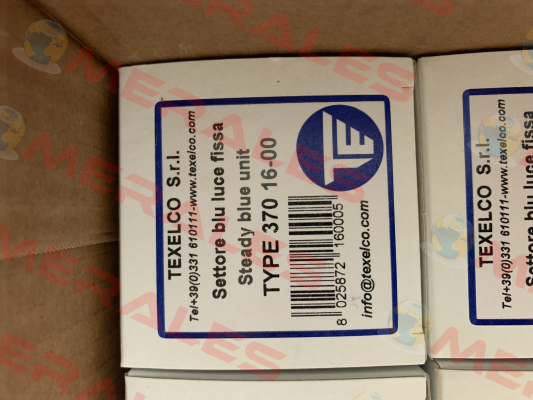 TEXELCO S.r.l.
Tel+39(0)331 610111-www.texelco.com
Settore blu luce fissa
Steady blue unit
TYPE 370 16-00
8 025872 160005
info@texelco.com
TE
TEXELCO S.r.l.
Tel+39(0)331 610111-www.texelco.com
Settore blu luce fissa
MERALES
MERALES
MERALES